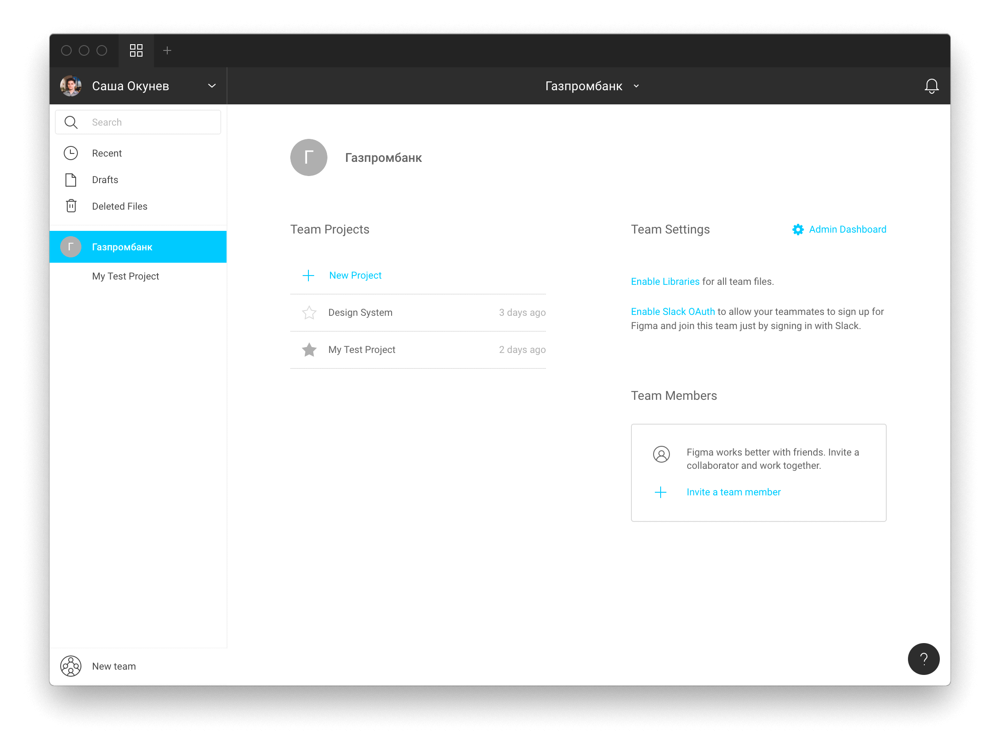 Саша Окунев
Газпромбанк
Search
Recent
Drafts
Deleted Files
Г
Газпромбанк
My Test Project
New team
Г
Газпромбанк
Team Projects
New Project
Design System 3 days ago
My Test Project 2 days ago
Team Settings
Admin Dashboard
Enable Libraries for all team files.
Enable Slack OAuth to allow your teammates to sign up for
Figma and join this team just by signing in with Slack.
Team Members
Figma works better with friends. Invite a
collaborator and work together.
Invite a team member
?